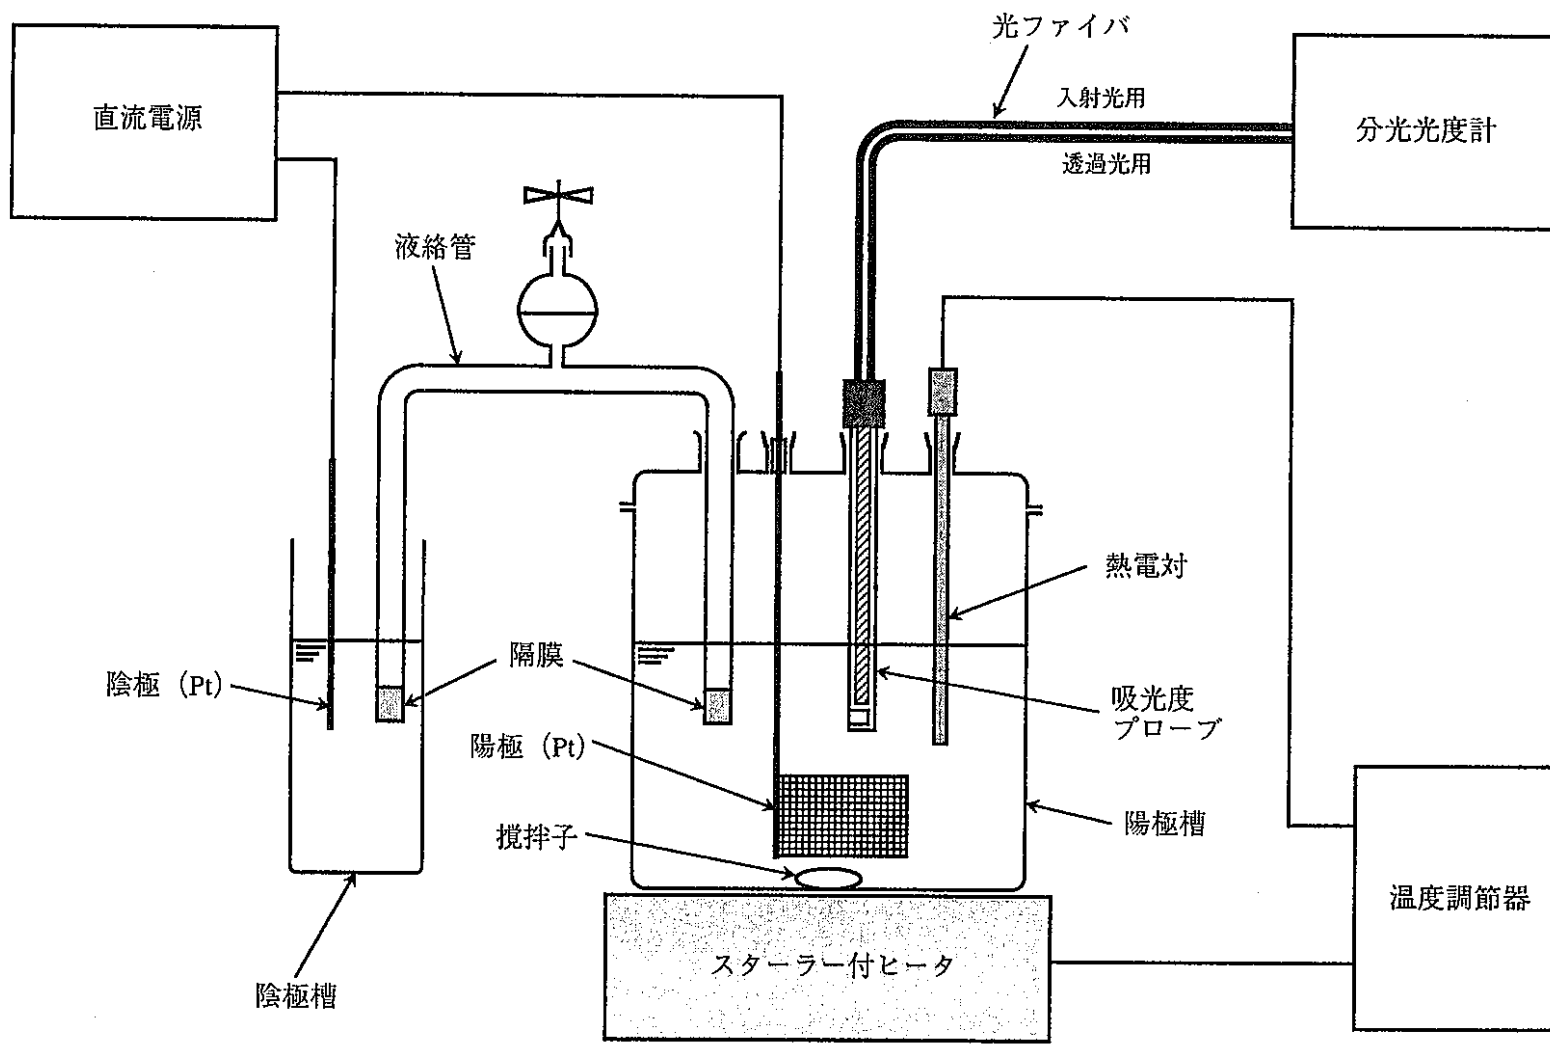 光ファイバ
直流電源
入射光用
分光光度計
透過光用
液絡管
熱電対
隔膜
陰極（Pt）
吸光度
プローブ
陽極（Pt）
陽極槽
撹拌子
温度調節器
スターラー付ヒータ
陰極槽